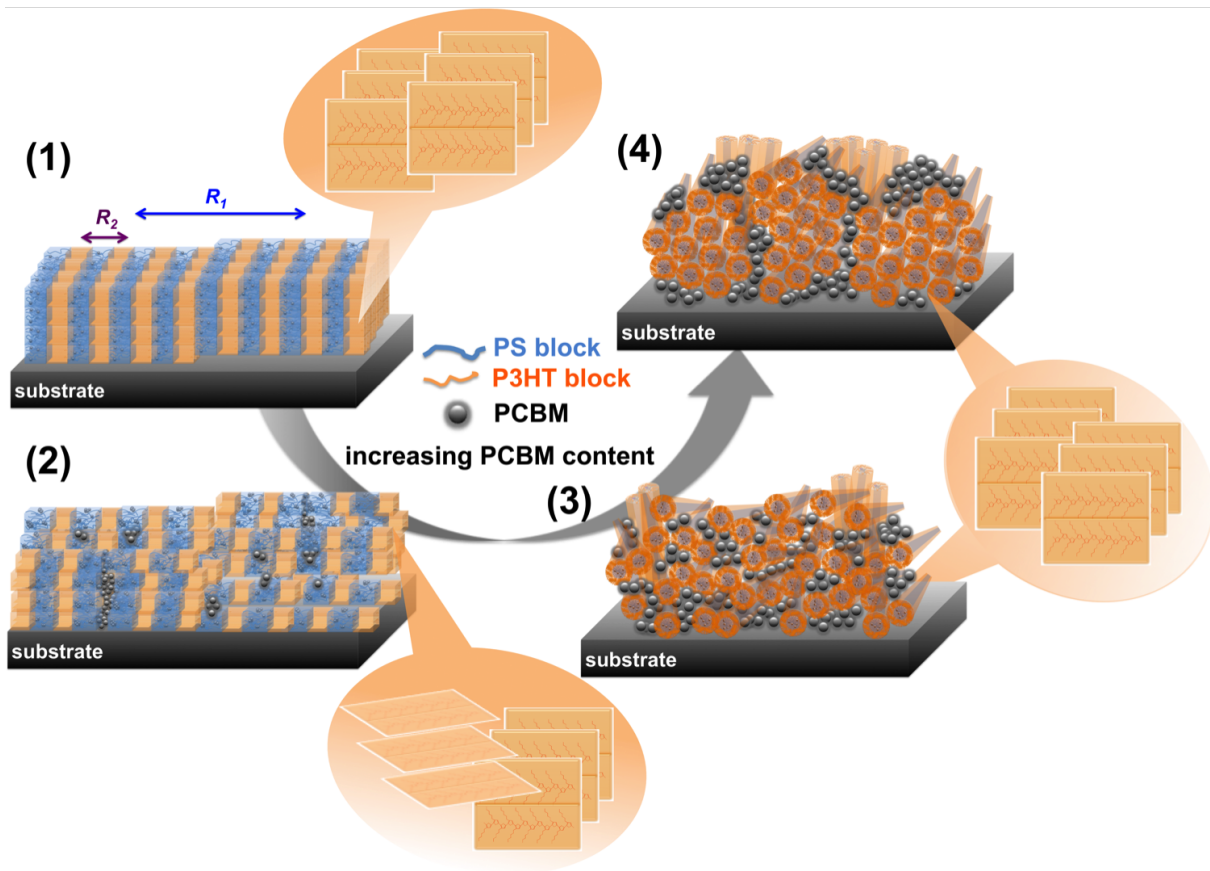 (1)
R2
R1
substrate
(4)
substrate
PS block
P3HT block
PCBM
increasing PCBM content
(2)
substrate
(3)
substrate